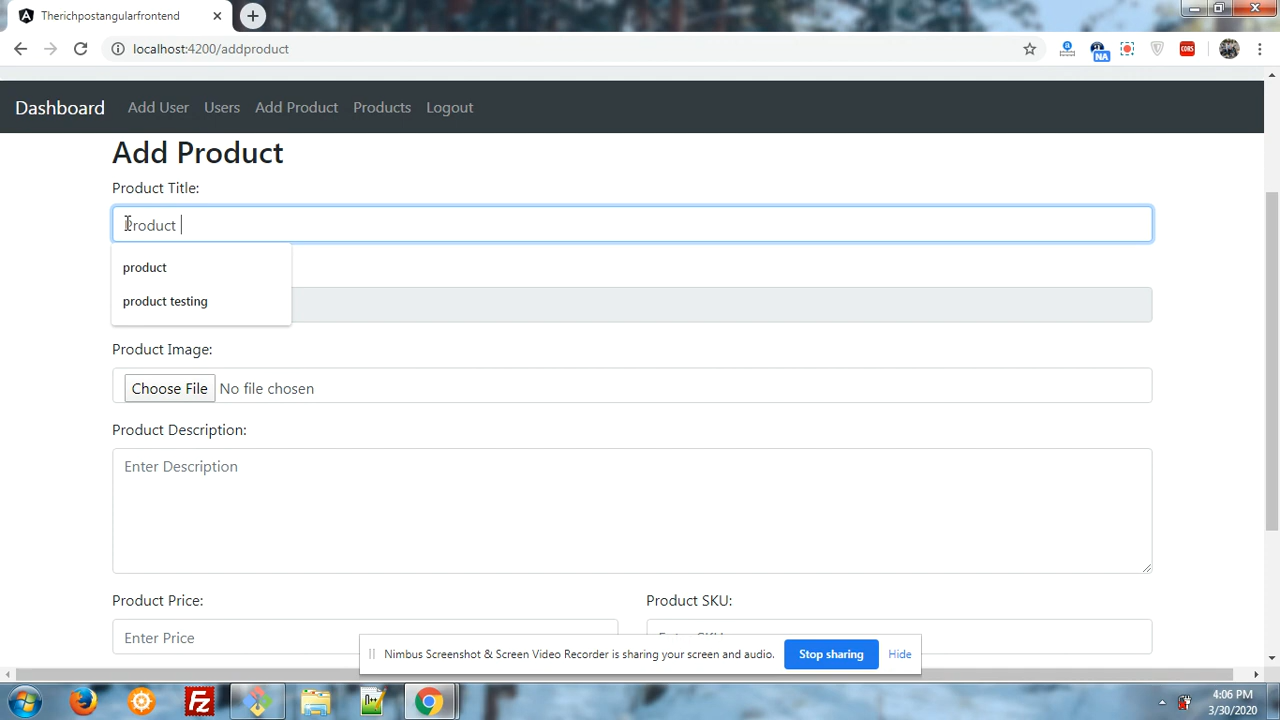 Therichpostangularfrontend
localhost:4200/addproduct
NA
CORS
Dashboard Add User Users Add Product Products Logout
Add Product
Product Title:
Product
product
product testing
Product Image:
Choose File No file chosen
Product Description:
Enter Description
Product Price: Product SKU:
Enter Price
Nimbus Screenshot & Screen Video Recorder is sharing your screen and audio. Stop sharing Hide
4:06 PM
3/30/2020